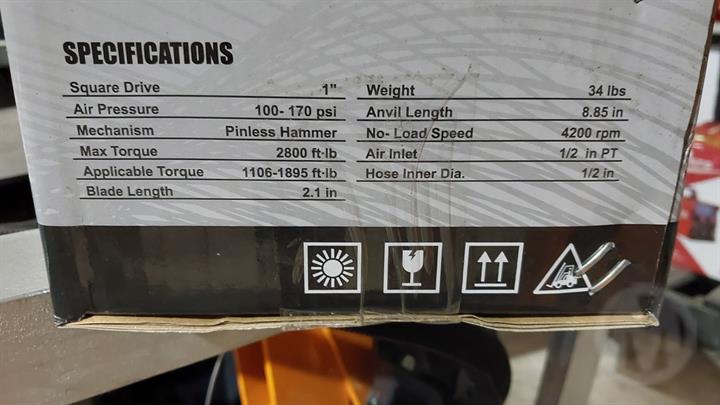 SPECIFICATIONS
Square Drive 1"
Air Pressure 100- 170 psi
Mechanism Pinless Hammer
Max Torque 2800 ft·lb
Applicable Torque 1106-1895 ft·lb
Blade Length 2.1 in
Weight 34 lbs
Anvil Length 8.85 in
No- Load Speed 4200 rpm
Air Inlet 1/2 in PT
Hose Inner Dia. 1/2 in